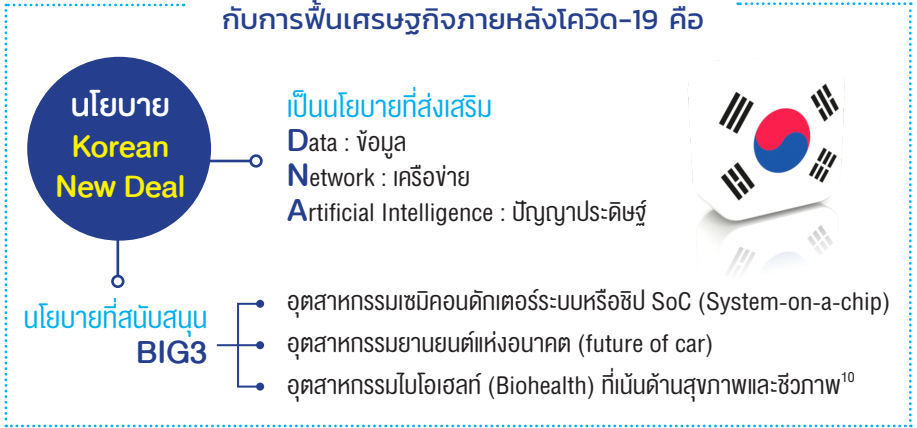 กับการฟื้นเศรษฐกิจภายหลังโควิด-19 คือ
นโยบาย
Korean
New Deal
เป็นนโยบายที่ส่งเสริม
Data : ข้อมูล
Network : เครือข่าย
Artificial Intelligence : ปัญญาประดิษฐ์
นโยบายที่สนับสนุน
BIG3
อุตสาหกรรมเซมิคอนดักเตอร์ระบบหรือชิป SoC (System-on-a-chip)
อุตสาหกรรมยานยนต์แห่งอนาคต (future of car)
อุตสาหกรรมไบโอเฮลท์ (Biohealth) ที่เน้นด้านสุขภาพและชีวภาพ¹⁰